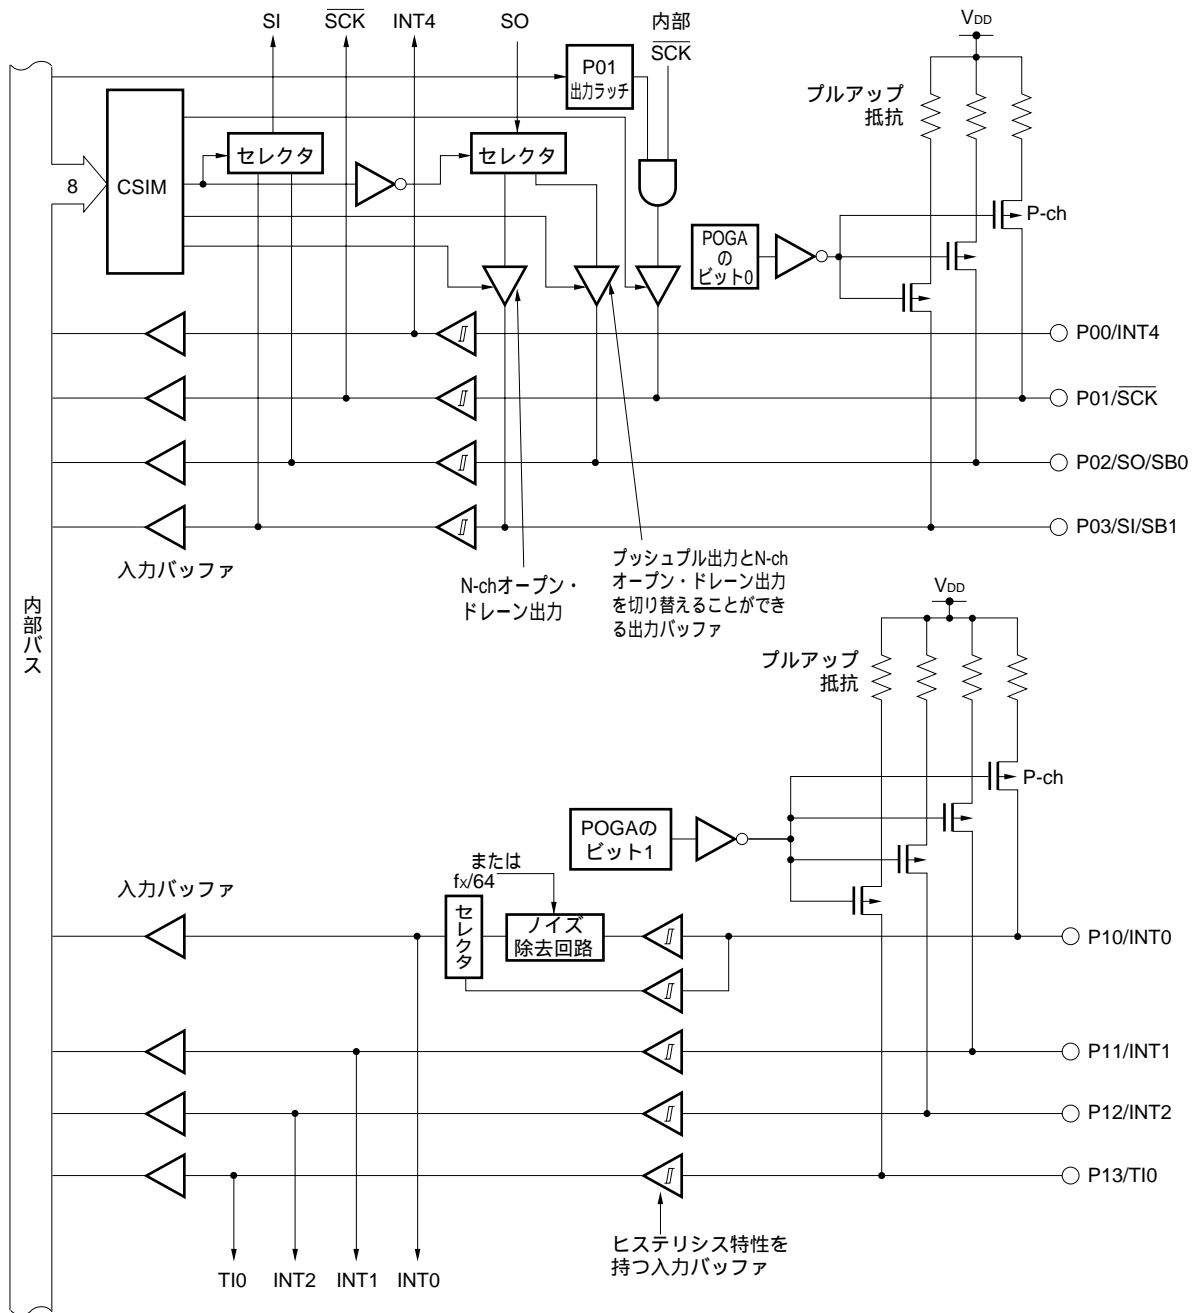 SI
SCK
INT4
SO
内部
SCK
VDD
P01
出力ラッチ
プルアップ
抵抗
セレクタ
セレクタ
8
CSIM
P-ch
POGA
の
ビット0
P00/INT4
P01/SCK
P02/SO/SB0
P03/SI/SB1
入力バッファ
N-chオープン・
ドレーン出力
プッシュプル出力とN-ch
オープン・ドレーン出力
を切り替えることができ
る出力バッファ
内部バス
VDD
プルアップ
抵抗
P-ch
POGAの
ビット1
または
fX/64
入力バッファ
セレクタ
ノイズ
除去回路
P10/INT0
P11/INT1
P12/INT2
P13/TI0
ヒステリシス特性を
持つ入力バッファ
TI0
INT2
INT1
INT0